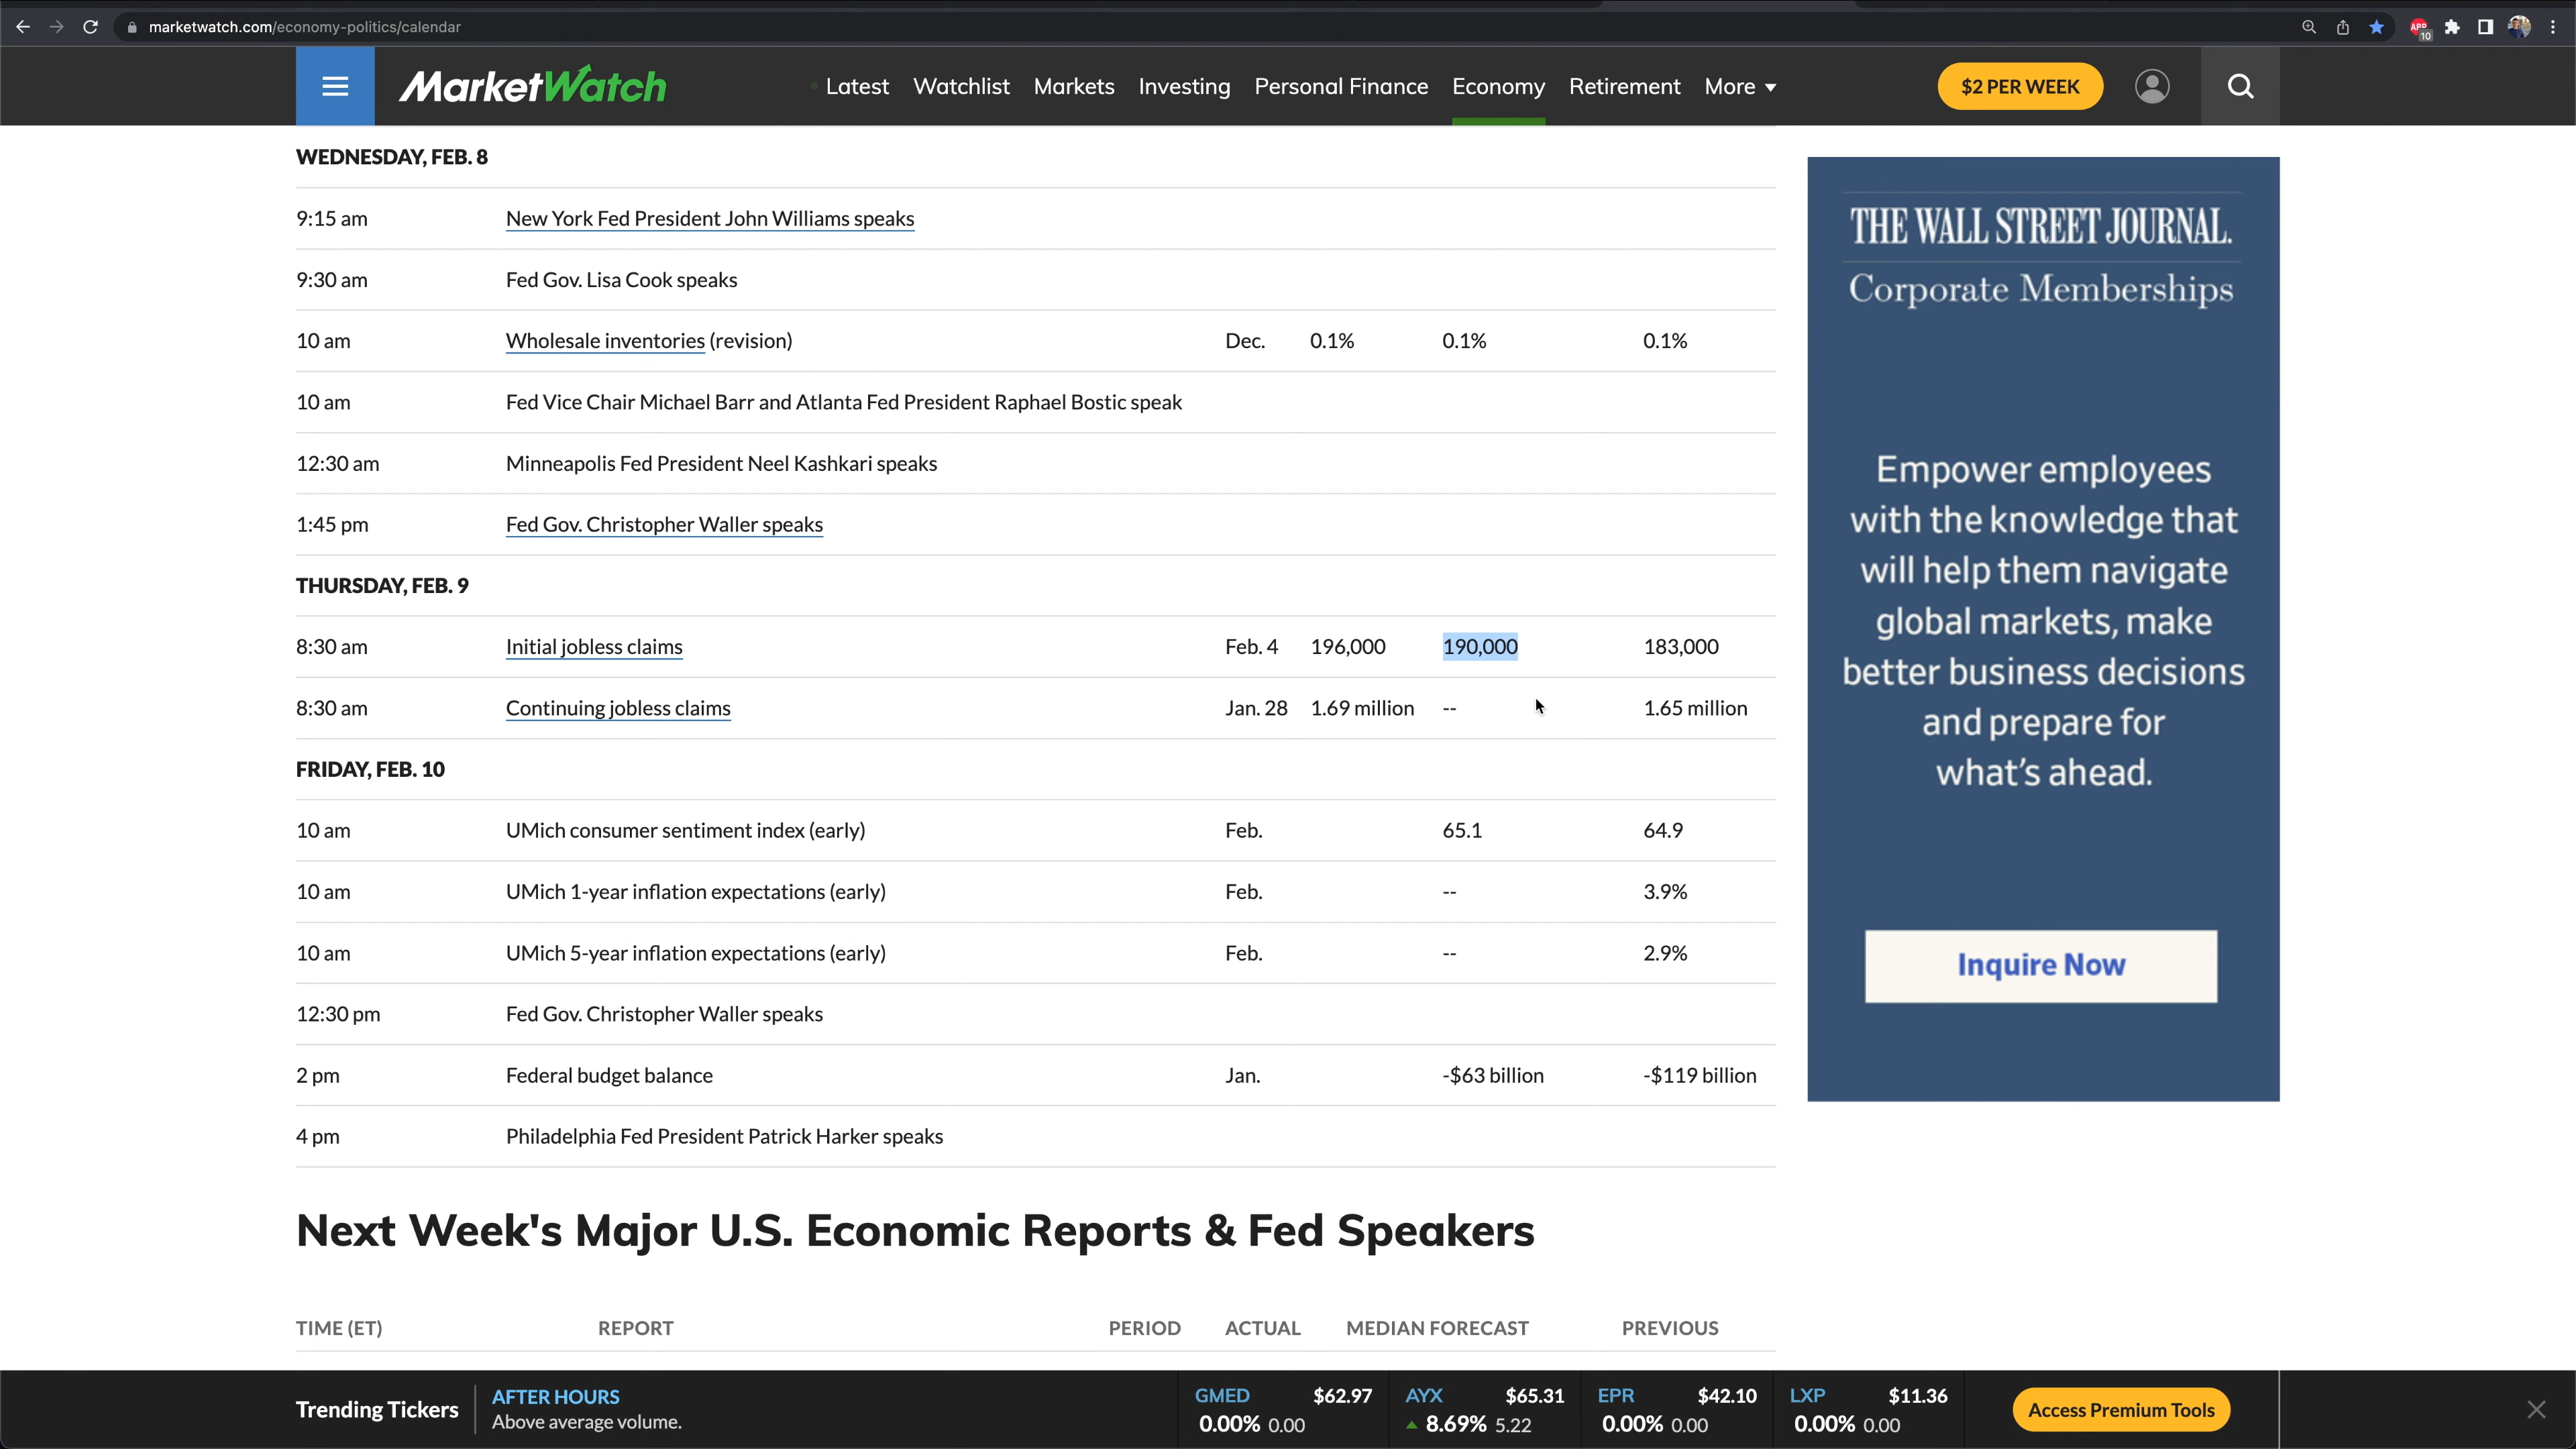 marketwatch.com/economy-politics/calendar
10
MarketWatch Latest Watchlist Markets Investing Personal Finance Economy Retirement More $2 PER WEEK
WEDNESDAY, FEB. 8
9:15 am New York Fed President John Williams speaks
9:30 am Fed Gov. Lisa Cook speaks
10 am Wholesale inventories (revision) Dec. 0.1% 0.1% 0.1%
10 am Fed Vice Chair Michael Barr and Atlanta Fed President Raphael Bostic speak
12:30 am Minneapolis Fed President Neel Kashkari speaks
1:45 pm Fed Gov. Christopher Waller speaks
THURSDAY, FEB. 9
8:30 am Initial jobless claims Feb. 4 196,000 190,000 183,000
8:30 am Continuing jobless claims Jan. 28 1.69 million -- 1.65 million
FRIDAY, FEB. 10
10 am UMich consumer sentiment index (early) Feb. 65.1 64.9
10 am UMich 1-year inflation expectations (early) Feb. -- 3.9%
10 am UMich 5-year inflation expectations (early) Feb. -- 2.9%
12:30 pm Fed Gov. Christopher Waller speaks
2 pm Federal budget balance Jan. -$63 billion -$119 billion
4 pm Philadelphia Fed President Patrick Harker speaks
Next Week's Major U.S. Economic Reports & Fed Speakers
TIME (ET) REPORT PERIOD ACTUAL MEDIAN FORECAST PREVIOUS
THE WALL STREET JOURNAL.
Corporate Memberships
Empower employees
with the knowledge that
will help them navigate
global markets, make
better business decisions
and prepare for
what's ahead.
Inquire Now
Trending Tickers
AFTER HOURS
Above average volume.
GMED $62.97
0.00% 0.00
AYX $65.31
8.69% 5.22
EPR $42.10
0.00% 0.00
LXP $11.36
0.00% 0.00
Access Premium Tools